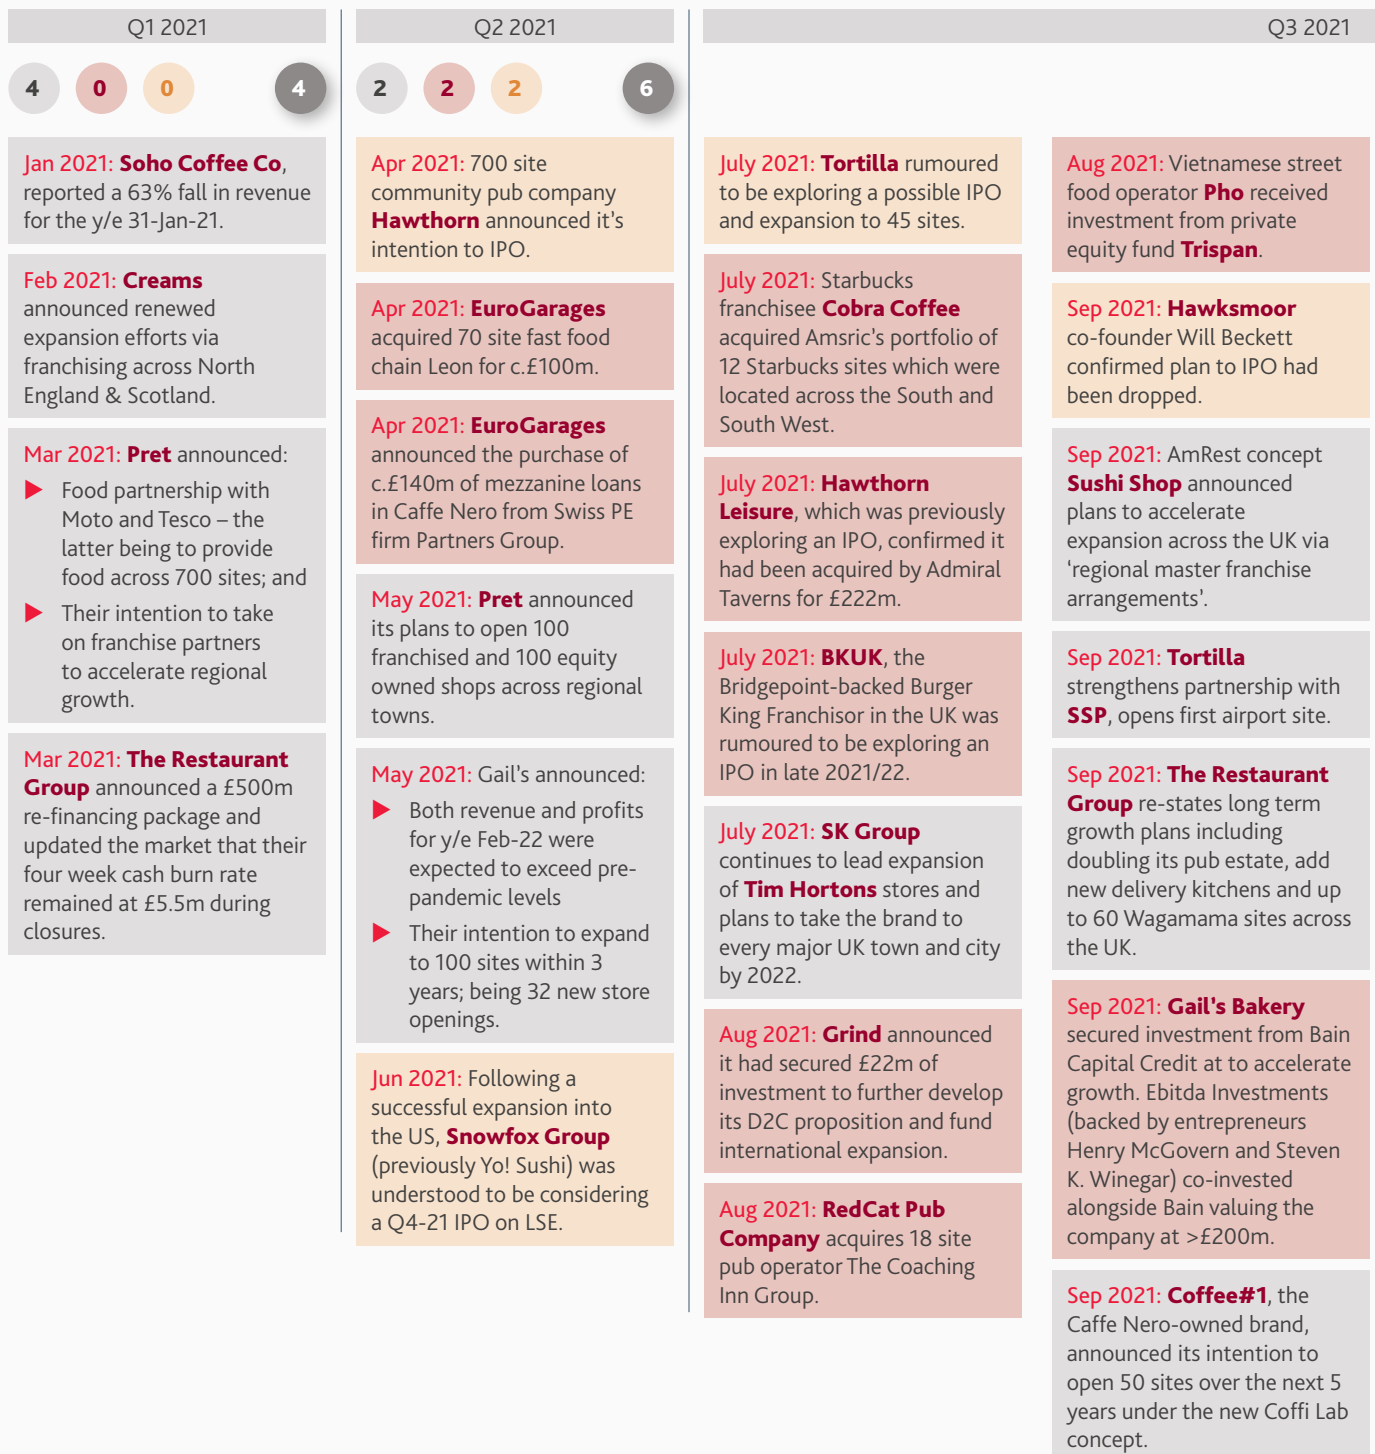 Q1 2021
4 0 0 4
Jan 2021: Soho Coffee Co,
reported a 63% fall in revenue
for the y/e 31-Jan-21.
Feb 2021: Creams
announced renewed
expansion efforts via
franchising across North
England & Scotland.
Mar 2021: Pret announced:
Food partnership with
Moto and Tesco – the
latter being to provide
food across 700 sites; and
Their intention to take
on franchise partners
to accelerate regional
growth.
Mar 2021: The Restaurant
Group announced a £500m
re-financing package and
updated the market that their
four week cash burn rate
remained at £5.5m during
closures.
Q2 2021
2 2 2 6
Apr 2021: 700 site
community pub company
Hawthorn announced it's
intention to IPO.
Apr 2021: EuroGarages
acquired 70 site fast food
chain Leon for c.£100m.
Apr 2021: EuroGarages
announced the purchase of
c.£140m of mezzanine loans
in Caffe Nero from Swiss PE
firm Partners Group.
May 2021: Pret announced
its plans to open 100
franchised and 100 equity
owned shops across regional
towns.
May 2021: Gail's announced:
Both revenue and profits
for y/e Feb-22 were
expected to exceed pre-
pandemic levels
Their intention to expand
to 100 sites within 3
years; being 32 new store
openings.
Jun 2021: Following a
successful expansion into
the US, Snowfox Group
(previously Yo! Sushi) was
understood to be considering
a Q4-21 IPO on LSE.
Q3 2021
July 2021: Tortilla rumoured
to be exploring a possible IPO
and expansion to 45 sites.
July 2021: Starbucks
franchisee Cobra Coffee
acquired Amsric's portfolio of
12 Starbucks sites which were
located across the South and
South West.
July 2021: Hawthorn
Leisure, which was previously
exploring an IPO, confirmed it
had been acquired by Admiral
Taverns for £222m.
July 2021: BKUK, the
Bridgepoint-backed Burger
King Franchisor in the UK was
rumoured to be exploring an
IPO in late 2021/22.
July 2021: SK Group
continues to lead expansion
of Tim Hortons stores and
plans to take the brand to
every major UK town and city
by 2022.
Aug 2021: Grind announced
it had secured £22m of
investment to further develop
its D2C proposition and fund
international expansion.
Aug 2021: RedCat Pub
Company acquires 18 site
pub operator The Coaching
Inn Group.
Aug 2021: Vietnamese street
food operator Pho received
investment from private
equity fund Trispan.
Sep 2021: Hawksmoor
co-founder Will Beckett
confirmed plan to IPO had
been dropped.
Sep 2021: AmRest concept
Sushi Shop announced
plans to accelerate
expansion across the UK via
‘regional master franchise
arrangements’.
Sep 2021: Tortilla
strengthens partnership with
SSP, opens first airport site.
Sep 2021: The Restaurant
Group re-states long term
growth plans including
doubling its pub estate, add
new delivery kitchens and up
to 60 Wagamama sites across
the UK.
Sep 2021: Gail's Bakery
secured investment from Bain
Capital Credit at to accelerate
growth. Ebitda Investments
(backed by entrepreneurs
Henry McGovern and Steven
K. Winegar) co-invested
alongside Bain valuing the
company at >£200m.
Sep 2021: Coffee#1, the
Caffe Nero-owned brand,
announced its intention to
open 50 sites over the next 5
years under the new Coffi Lab
concept.